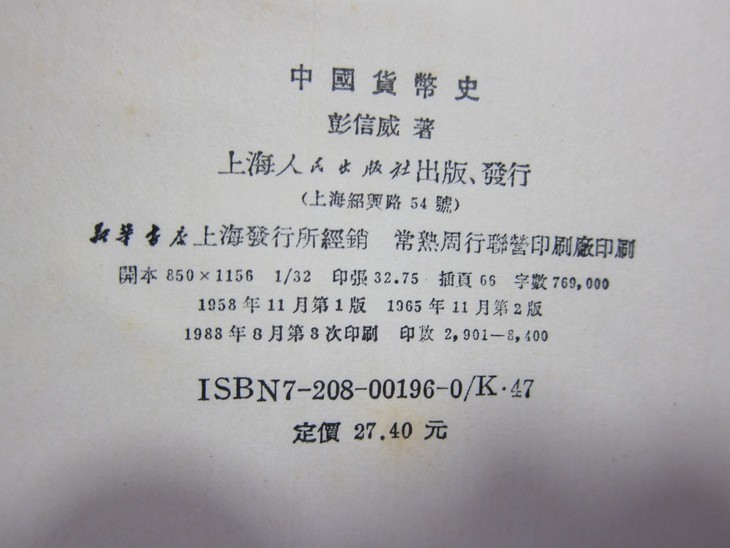 中國貨幣史
彭信威 著
上海人民出版社出版、發行
(上海紹興路 54 號)
新华书店上海發行所經銷 常熟周行聯營印刷廠印刷
開本 850×1156 1/32 印張 32.75 插頁 66 字數 769,000
1958 年 11 月第 1 版 1965 年 11 月第 2 版
1988 年 8 月第 3 次印刷 印数 2,901—8,400
ISBN7-208-00196-0/K·47
定價 27.40 元